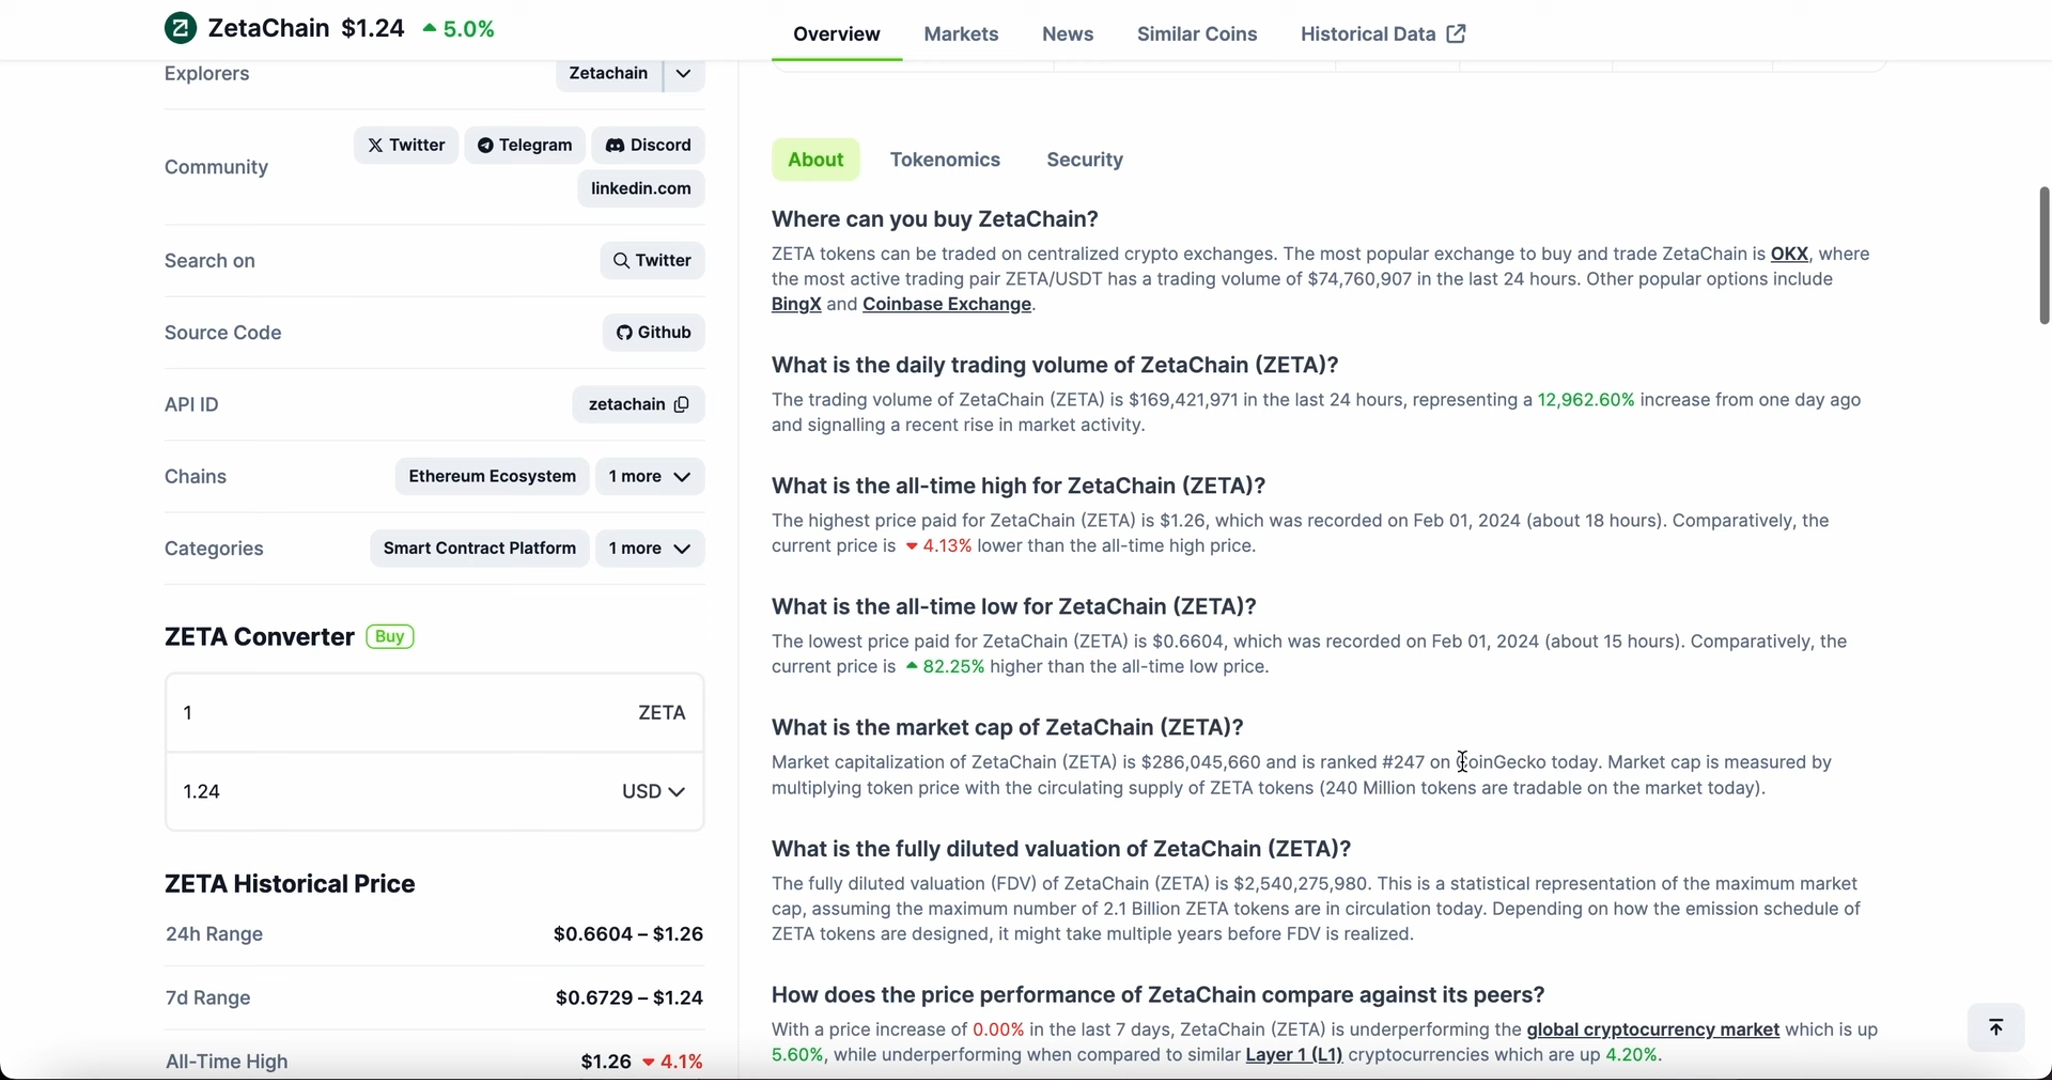 ZetaChain $1.24 5.0%
Overview Markets News Similar Coins Historical Data
Explorers Zetachain
Community Twitter Telegram Discord
linkedin.com
Search on Twitter
Source Code Github
API ID zetachain
Chains Ethereum Ecosystem 1 more
Categories Smart Contract Platform 1 more
ZETA Converter Buy
1 ZETA
1.24 USD
ZETA Historical Price
24h Range $0.6604 – $1.26
7d Range $0.6729 – $1.24
All-Time High $1.26 4.1%
About Tokenomics Security
Where can you buy ZetaChain?
ZETA tokens can be traded on centralized crypto exchanges. The most popular exchange to buy and trade ZetaChain is OKX, where
the most active trading pair ZETA/USDT has a trading volume of $74,760,907 in the last 24 hours. Other popular options include
BingX and Coinbase Exchange.
What is the daily trading volume of ZetaChain (ZETA)?
The trading volume of ZetaChain (ZETA) is $169,421,971 in the last 24 hours, representing a 12,962.60% increase from one day ago
and signalling a recent rise in market activity.
What is the all-time high for ZetaChain (ZETA)?
The highest price paid for ZetaChain (ZETA) is $1.26, which was recorded on Feb 01, 2024 (about 18 hours). Comparatively, the
current price is 4.13% lower than the all-time high price.
What is the all-time low for ZetaChain (ZETA)?
The lowest price paid for ZetaChain (ZETA) is $0.6604, which was recorded on Feb 01, 2024 (about 15 hours). Comparatively, the
current price is 82.25% higher than the all-time low price.
What is the market cap of ZetaChain (ZETA)?
Market capitalization of ZetaChain (ZETA) is $286,045,660 and is ranked #247 on CoinGecko today. Market cap is measured by
multiplying token price with the circulating supply of ZETA tokens (240 Million tokens are tradable on the market today).
What is the fully diluted valuation of ZetaChain (ZETA)?
The fully diluted valuation (FDV) of ZetaChain (ZETA) is $2,540,275,980. This is a statistical representation of the maximum market
cap, assuming the maximum number of 2.1 Billion ZETA tokens are in circulation today. Depending on how the emission schedule of
ZETA tokens are designed, it might take multiple years before FDV is realized.
How does the price performance of ZetaChain compare against its peers?
With a price increase of 0.00% in the last 7 days, ZetaChain (ZETA) is underperforming the global cryptocurrency market which is up
5.60%, while underperforming when compared to similar Layer 1 (L1) cryptocurrencies which are up 4.20%.